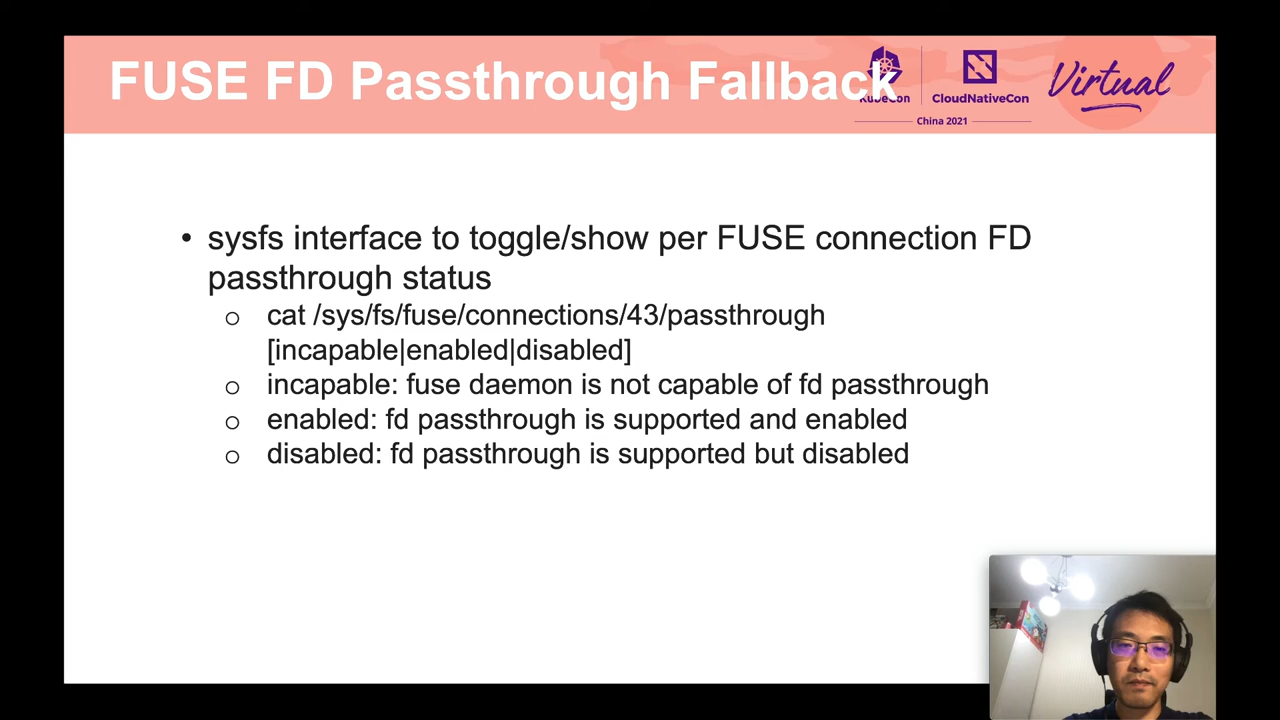 FUSE FD Passthrough Fallback
KubeCon
CloudNativeCon
China 2021
Virtual
• sysfs interface to toggle/show per FUSE connection FD
passthrough status
o cat /sys/fs/fuse/connections/43/passthrough
[incapable|enabled|disabled]
o incapable: fuse daemon is not capable of fd passthrough
o enabled: fd passthrough is supported and enabled
o disabled: fd passthrough is supported but disabled